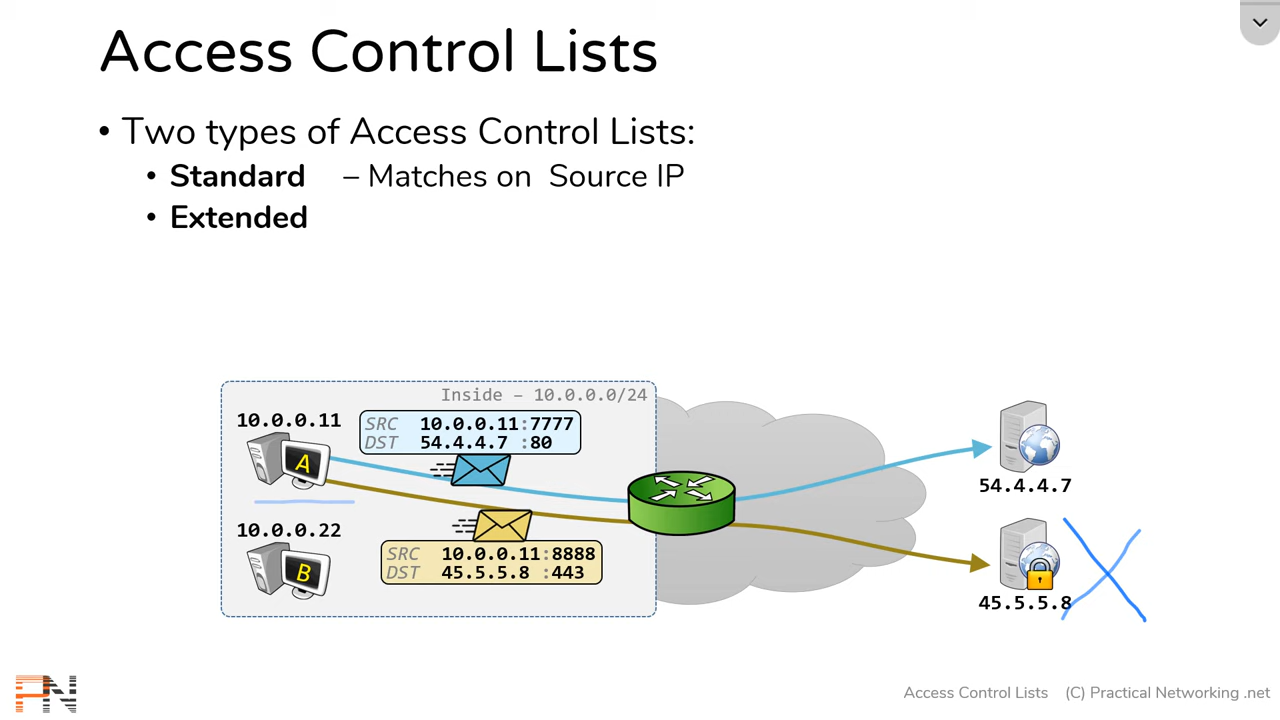 Access Control Lists
• Two types of Access Control Lists:
• Standard – Matches on Source IP
• Extended
Inside – 10.0.0.0/24
10.0.0.11
SRC 10.0.0.11:7777
DST 54.4.4.7 :80
A
54.4.4.7
10.0.0.22
SRC 10.0.0.11:8888
DST 45.5.5.8 :443
B
45.5.5.8
PN
Access Control Lists (C) Practical Networking .net